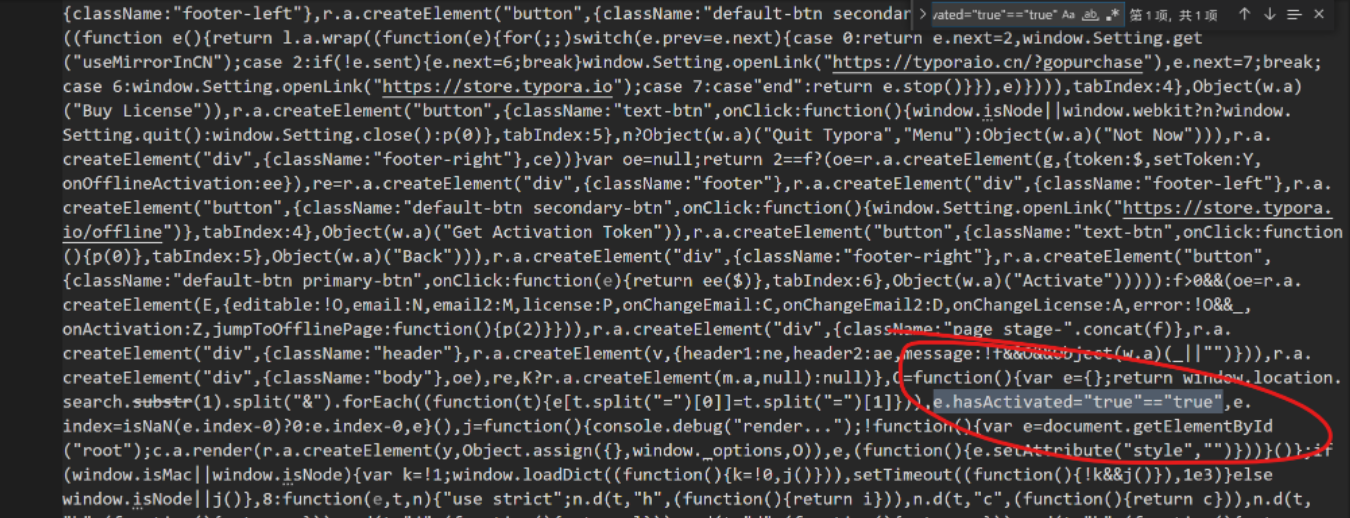 {className:"footer-left"},r.a.createElement("button",{className:"default-btn secondar
vated="true"=="true" Aa ab .* 第1项, 共1项
((function e(){return l.a.wrap((function(e){for(;;)switch(e.prev=e.next){case 0:return e.next=2,window.Setting.get
("useMirrorInCN");case 2:if(!e.sent){e.next=6;break}window.Setting.openLink("https://typoraio.cn/?gopurchase"),e.next=7;break;
case 6:window.Setting.openLink("https://store.typora.io");case 7:case"end":return e.stop()}}),e)})))),tabIndex:4},Object(w.a)
("Buy License")),r.a.createElement("button",{className:"text-btn",onClick:function(){window.isNode||window.webkit?n?window.
Setting.quit():window.Setting.close():p(0)},tabIndex:5},n?Object(w.a)("Quit Typora","Menu"):Object(w.a)("Not Now"))),r.a.
createElement("div",{className:"footer-right"},ce))}var oe=null;return 2==f?(oe=r.a.createElement(g,{token:$,setToken:Y,
onOfflineActivation:ee}),re=r.a.createElement("div",{className:"footer"},r.a.createElement("div",{className:"footer-left"},r.a.
createElement("button",{className:"default-btn secondary-btn",onClick:function(){window.Setting.openLink("https://store.typora.
io/offline")},tabIndex:4},Object(w.a)("Get Activation Token")),r.a.createElement("button",{className:"text-btn",onClick:function
(){p(0)},tabIndex:5},Object(w.a)("Back"))),r.a.createElement("div",{className:"footer-right"},r.a.createElement("button",
{className:"default-btn primary-btn",onClick:function(e){return ee($)},tabIndex:6},Object(w.a)("Activate"))))):f>0&&(oe=r.a.
createElement(E,{editable:!O,email:N,email2:M,license:P,onChangeEmail:C,onChangeEmail2:D,onChangeLicense:A,error:!O&&_,
onActivation:Z,jumpToOfflinePage:function(){p(2)}})),r.a.createElement("div",{className:"page stage-".concat(f)},r.a.
createElement("div",{className:"header"},r.a.createElement(v,{header1:ne,header2:ae,message:!f&&O&&Object(w.a)(_||"")})),r.a.
createElement("div",{className:"body"},oe),re,K?r.a.createElement(m.a,null):null)},O=function(){var e={};return window.location.
search.substr(1).split("&").forEach((function(t){e[t.split("=")[0]]=t.split("=")[1]})),e.hasActivated="true"=="true",e.
index=isNaN(e.index-0)?0:e.index-0,e}(),j=function(){console.debug("render...");!function(){var e=document.getElementById
("root");c.a.render(r.a.createElement(y,Object.assign({},window._options,O)),e,(function(){e.setAttribute("style","")}))}()};if
(window.isMac||window.isNode){var k=!1;window.loadDict((function(){k=!0,j()})),setTimeout((function(){!k&&j()}),1e3)}else
window.isNode||j()},8:function(e,t,n){"use strict";n.d(t,"h",(function(){return i})),n.d(t,"c",(function(){return c})),n.d(t,